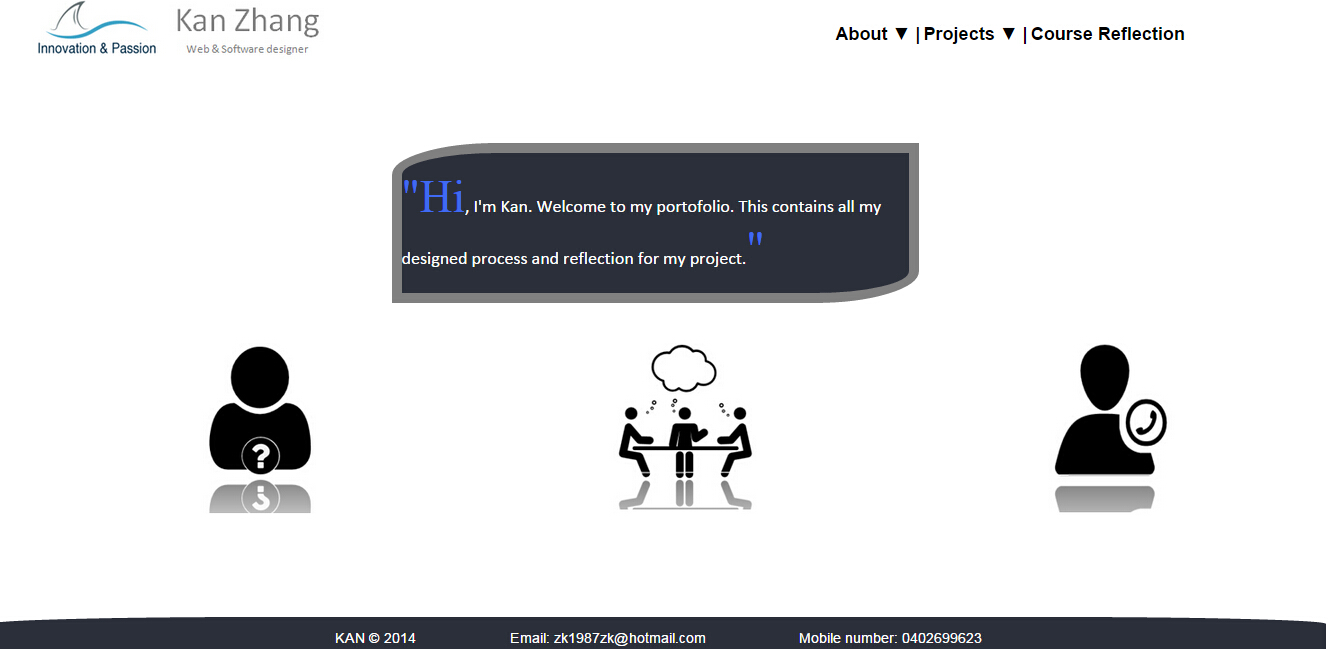 Innovation & Passion
Kan Zhang
Web & Software designer
About ▼ | Projects ▼ | Course Reflection
"Hi, I'm Kan. Welcome to my portofolio. This contains all my
designed process and reflection for my project."
?
?
KAN © 2014 Email: zk1987zk@hotmail.com Mobile number: 0402699623